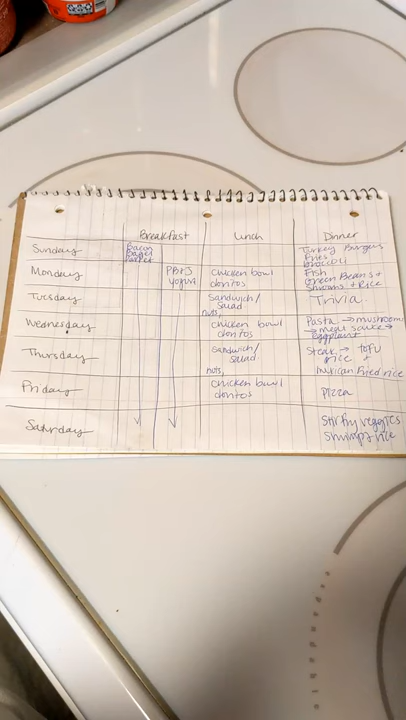 Breakfast Lunch Dinner
Sunday Bacon Turkey Burgers
Bagel Fries
broccoli
Monday PB+J chicken bowl Fish
yogurt doritos Green Beans +
Shrooms + Rice
Tuesday Sandwich/ Trivia
Salad
nuts,
Wednesday chicken bowl Pasta → mushroom
doritos → meat sauce →
eggplant
Thursday sandwich/ Steak → tofu
salad rice +
nuts, mexican fried rice
Friday chicken bowl pizza
doritos
Saturday stirfry veggies
shrimp + rice
expandable